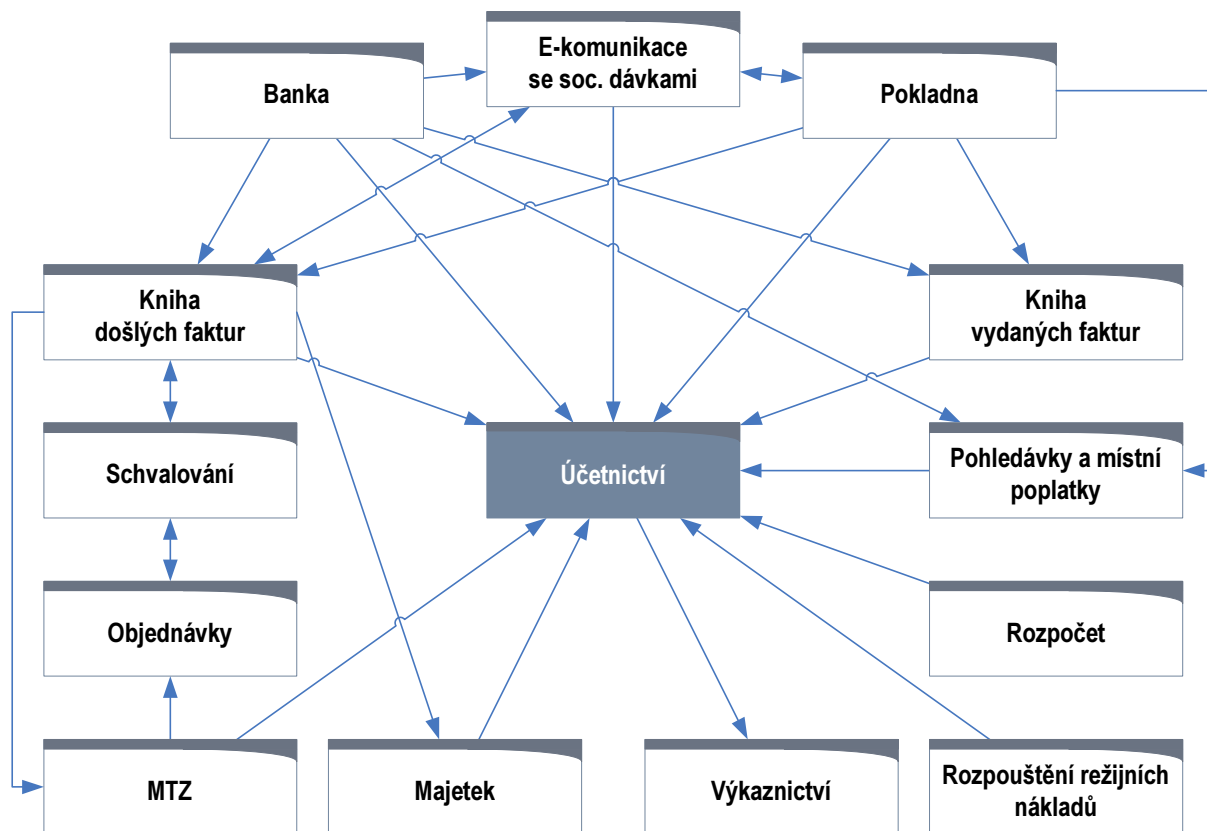 E-komunikace
se soc. dávkami
Banka
Pokladna
Kniha
došlých faktur
Kniha
vydaných faktur
Schvalování
Účetnictví
Pohledávky a místní
poplatky
Objednávky
Rozpočet
MTZ
Majetek
Výkaznictví
Rozpouštění režijních
nákladů